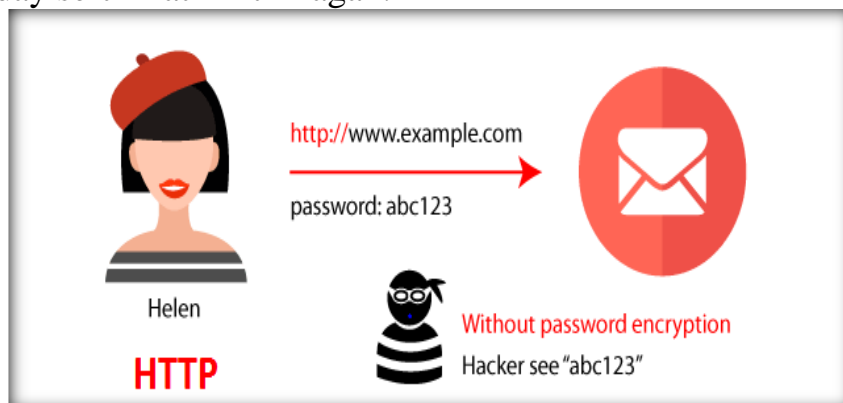 http://www.example.com
password: abc123
Helen
HTTP
Without password encryption
Hacker see “abc123”